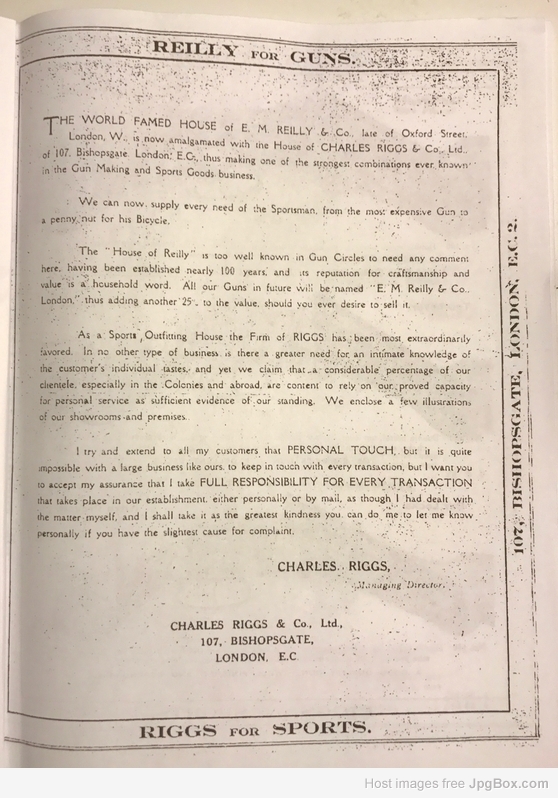 REILLY FOR GUNS.
THE WORLD FAMED HOUSE of E. M. REILLY & Co., late of Oxford Street,
London, W., is now amalgamated with the House of CHARLES RIGGS & Co., Ltd.,
of 107, Bishopsgate, London, E.C., thus making one of the strongest combinations ever known
in the Gun Making and Sports Goods business.
We can now supply every need of the Sportsman, from the most expensive Gun to
a penny nut for his Bicycle.
The "House of Reilly" is too well known in Gun Circles to need any comment
here, having been established nearly 100 years, and its reputation for craftsmanship and
value is a household word. All our Guns in future will be named "E. M. Reilly & Co.,
London," thus adding another 25% to the value, should you ever desire to sell it.
As a Sports Outfitting House the Firm of RIGGS has been most extraordinarily
favored. In no other type of business is there a greater need for an intimate knowledge of
the customer's individual tastes, and yet we claim that a considerable percentage of our
clientele, especially in the Colonies and abroad, are content to rely on our proved capacity
for personal service as sufficient evidence of our standing. We enclose a few illustrations
of our showrooms and premises.
I try and extend to all my customers that PERSONAL TOUCH, but it is quite
impossible with a large business like ours to keep in touch with every transaction, but I want you
to accept my assurance that I take FULL RESPONSIBILITY FOR EVERY TRANSACTION
that takes place in our establishment, either personally or by mail, as though I had dealt with
the matter myself, and I shall take it as the greatest kindness you can do me to let me know
personally if you have the slightest cause for complaint.
CHARLES RIGGS,
Managing Director.
CHARLES RIGGS & Co., Ltd.,
107, BISHOPSGATE,
LONDON, E.C.
RIGGS FOR SPORTS.
107, BISHOPSGATE, LONDON, E.C. 2.
Host images free JpgBox.com